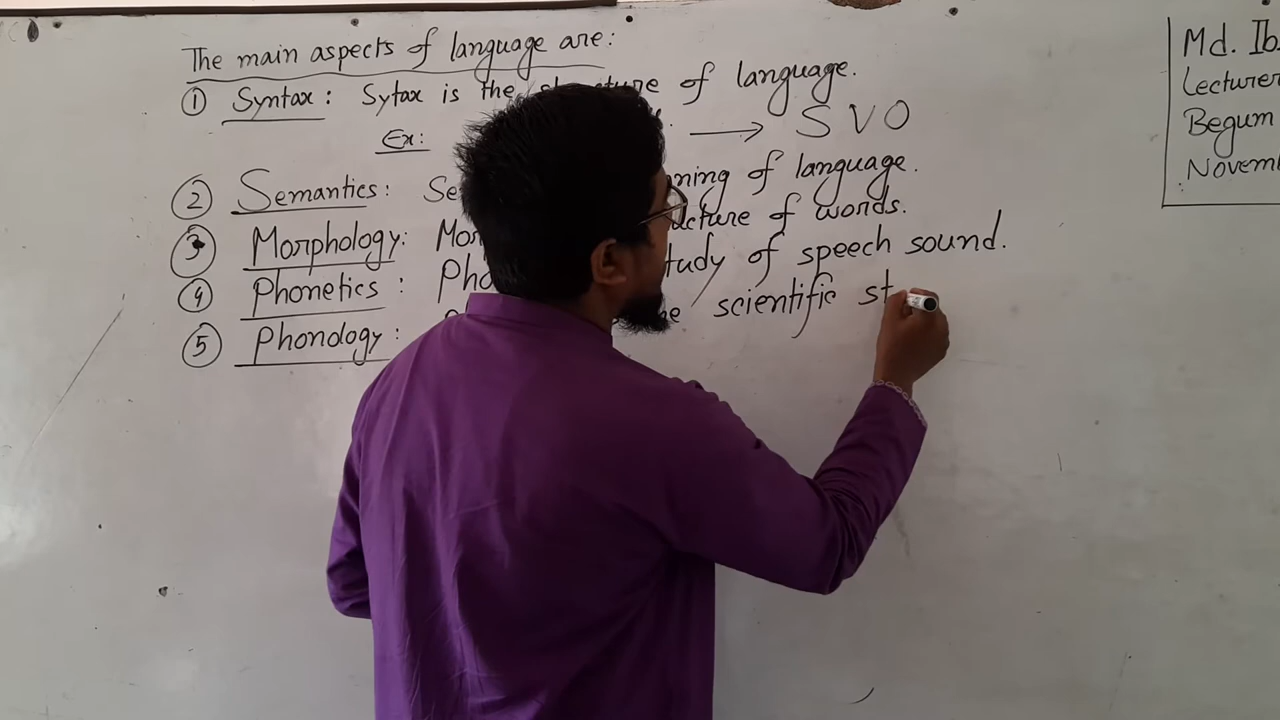 The main aspects of language are:
① Syntax: Sytax is the structure of language.
Ex: → S V O
② Semantics: Se ning of language.
③ Morphology: Mor ucture of words.
④ Phonetics: Pho tudy of speech sound.
⑤ Phonology: he scientific st
Md. Ib
Lecturer
Begum
Novem